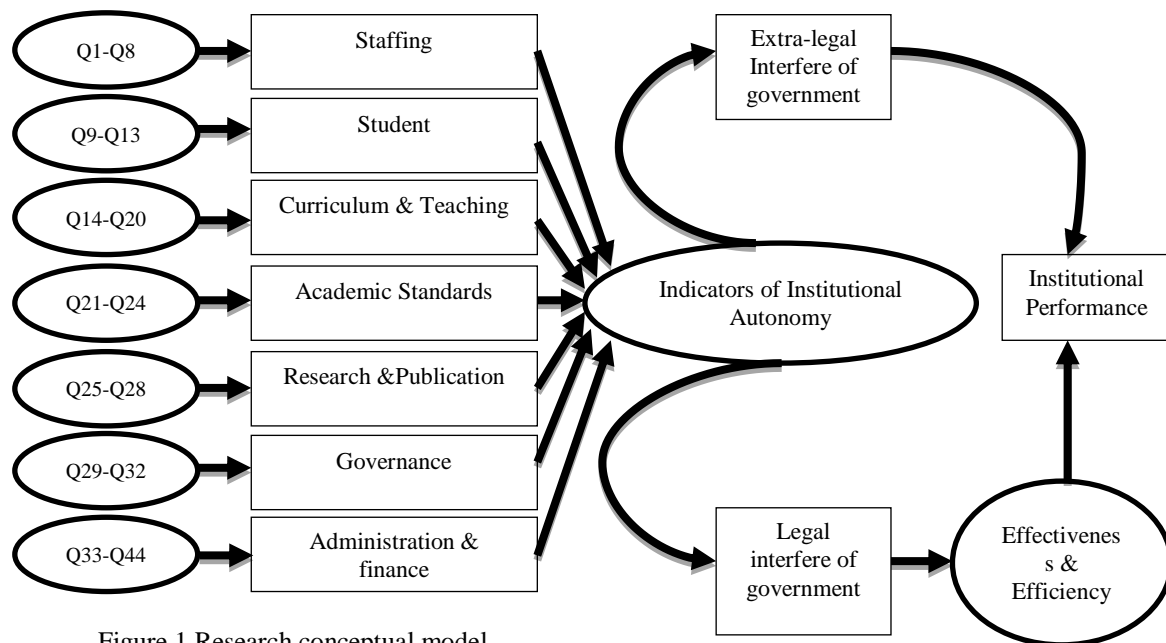 Q1-Q8
Staffing
Q9-Q13
Student
Q14-Q20
Curriculum & Teaching
Q21-Q24
Academic Standards
Q25-Q28
Research &Publication
Q29-Q32
Governance
Q33-Q44
Administration &
finance
Indicators of Institutional
Autonomy
Extra-legal
Interfere of
government
Legal
interfere of
government
Effectivenes
s &
Efficiency
Institutional
Performance
Figure 1 Research conceptual model